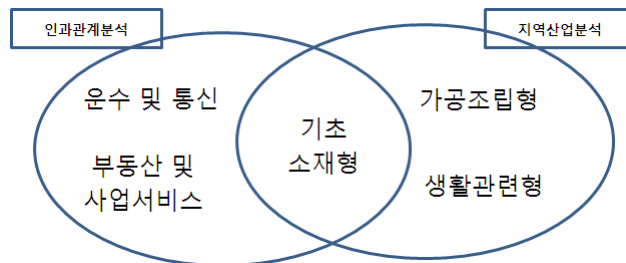 인과관계분석
지역산업분석
운수 및 통신
부동산 및
사업서비스
기초
소재형
가공조립형
생활관련형